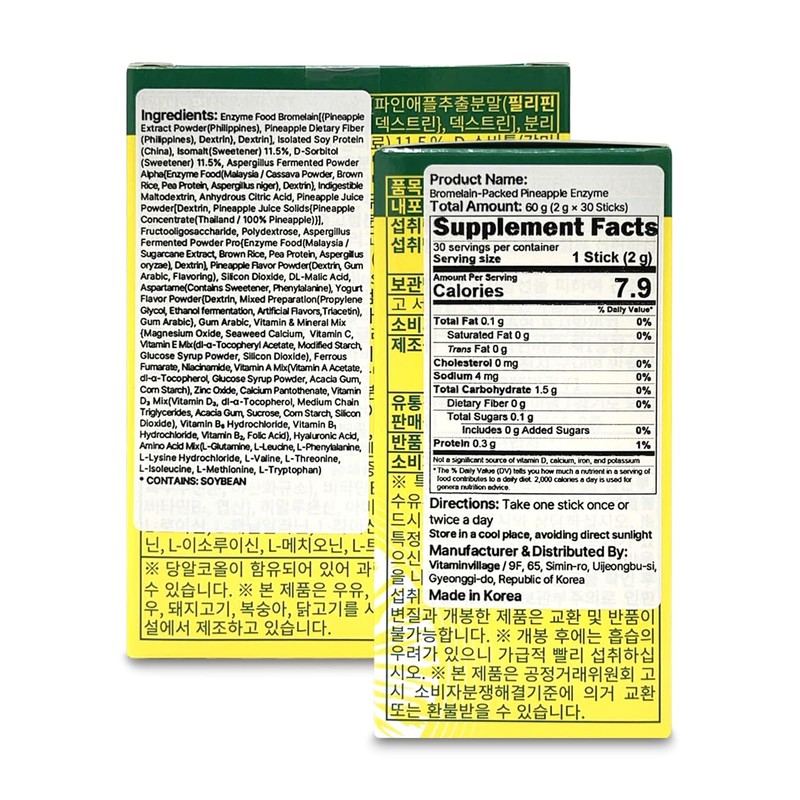 Ingredients: Enzyme Food Bromelain[{Pineapple
Extract Powder(Philippines), Pineapple Dietary Fiber
(Philippines), Dextrin}, Dextrin], Isolated Soy Protein
(China), Isomalt(Sweetener) 11.5%, D-Sorbitol
(Sweetener) 11.5%, Aspergillus Fermented Powder
Alpha{Enzyme Food(Malaysia / Cassava Powder, Brown
Rice, Pea Protein, Aspergillus niger), Dextrin}, Indigestible
Maltodextrin, Anhydrous Citric Acid, Pineapple Juice
Powder[Dextrin, Pineapple Juice Solids{Pineapple
Concentrate(Thailand / 100% Pineapple)}],
Fructooligosaccharide, Polydextrose, Aspergillus
Fermented Powder Pro{Enzyme Food(Malaysia /
Sugarcane Extract, Brown Rice, Pea Protein, Aspergillus
oryzae), Dextrin}, Pineapple Flavor Powder(Dextrin, Gum
Arabic, Flavoring), Silicon Dioxide, DL-Malic Acid,
Aspartame(Contains Sweetener, Phenylalanine), Yogurt
Flavor Powder{Dextrin, Mixed Preparation(Propylene
Glycol, Ethanol fermentation, Artificial Flavors,Triacetin),
Gum Arabic}, Gum Arabic, Vitamin & Mineral Mix
{Magnesium Oxide, Seaweed Calcium, Vitamin C,
Vitamin E Mix(dl-α-Tocopheryl Acetate, Modified Starch,
Glucose Syrup Powder, Silicon Dioxide), Ferrous
Fumarate, Niacinamide, Vitamin A Mix(Vitamin A Acetate,
dl-α-Tocopherol, Glucose Syrup Powder, Acacia Gum,
Corn Starch), Zinc Oxide, Calcium Pantothenate, Vitamin
D₃ Mix(Vitamin D₃, dl-α-Tocopherol, Medium Chain
Triglycerides, Acacia Gum, Sucrose, Corn Starch, Silicon
Dioxide), Vitamin B₆ Hydrochloride, Vitamin B₁
Hydrochloride, Vitamin B₂, Folic Acid}, Hyaluronic Acid,
Amino Acid Mix(L-Glutamine, L-Leucine, L-Phenylalanine,
L-Lysine Hydrochloride, L-Valine, L-Threonine,
L-Isoleucine, L-Methionine, L-Tryptophan)
* CONTAINS: SOYBEAN
파인애플추출분말(필리핀
덱스트린}, 덱스트린], 분리
닌, L-이소루이신, L-메치오닌, L-트
※ 당알코올이 함유되어 있어 과
수 있습니다. ※ 본 제품은 우유,
우, 돼지고기, 복숭아, 닭고기를 사
설에서 제조하고 있습니다.
Product Name:
Bromelain-Packed Pineapple Enzyme
Total Amount: 60 g (2 g × 30 Sticks)
Supplement Facts
30 servings per container
Serving size 1 Stick (2 g)
Amount Per Serving
Calories 7.9
% Daily Value*
Total Fat 0.1 g 0%
Saturated Fat 0 g 0%
Trans Fat 0 g
Cholesterol 0 mg 0%
Sodium 4 mg 0%
Total Carbohydrate 1.5 g 0%
Dietary Fiber 0 g 0%
Total Sugars 0.1 g
Includes 0 g Added Sugars 0%
Protein 0.3 g 1%
Not a significant source of vitamin D, calcium, iron, and potassium
*The % Daily Value (DV) tells you how much a nutrient in a serving of
food contributes to a daily diet. 2,000 calories a day is used for
genera nutrition advice.
Directions: Take one stick once or
twice a day
Store in a cool place, avoiding direct sunlight
Manufacturer & Distributed By:
Vitaminvillage / 9F, 65, Simin-ro, Uijeongbu-si,
Gyeonggi-do, Republic of Korea
Made in Korea
품목
내포
섭취
섭취
보관
고 서
소비
제조
유통
판매
반품
소비
※ 특
수유
드시
특정
으신
을 나
섭취
변질과 개봉한 제품은 교환 및 반품이
불가능합니다. ※ 개봉 후에는 흡습의
우려가 있으니 가급적 빨리 섭취하십
시오. ※ 본 제품은 공정거래위원회 고
시 소비자분쟁해결기준에 의거 교환
또는 환불받을 수 있습니다.